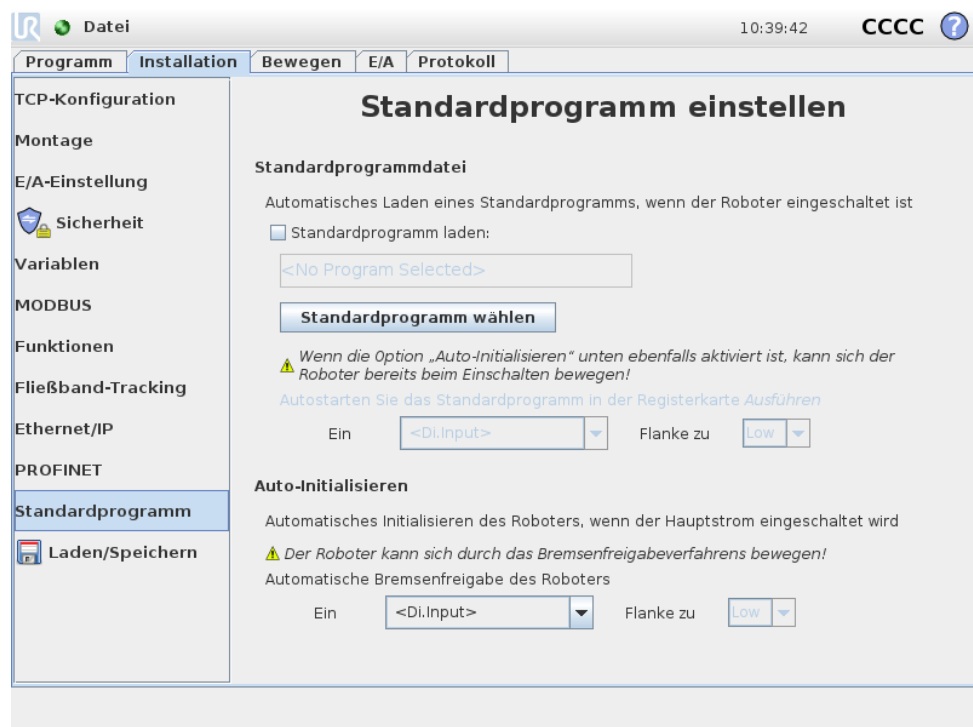 UR Datei 10:39:42 CCCC ?
Programm Installation Bewegen E/A Protokoll
TCP-Konfiguration
Montage
E/A-Einstellung
Sicherheit
Variablen
MODBUS
Funktionen
Fließband-Tracking
Ethernet/IP
PROFINET
Standardprogramm
Laden/Speichern
Standardprogramm einstellen
Standardprogrammdatei
Automatisches Laden eines Standardprogramms, wenn der Roboter eingeschaltet ist
Standardprogramm laden:
<No Program Selected>
Standardprogramm wählen
Wenn die Option „Auto-Initialisieren“ unten ebenfalls aktiviert ist, kann sich der
Roboter bereits beim Einschalten bewegen!
Autostarten Sie das Standardprogramm in der Registerkarte Ausführen
Ein <Di.Input> Flanke zu Low
Auto-Initialisieren
Automatisches Initialisieren des Roboters, wenn der Hauptstrom eingeschaltet wird
Der Roboter kann sich durch das Bremsenfreigabeverfahrens bewegen!
Automatische Bremsenfreigabe des Roboters
Ein <Di.Input> Flanke zu Low